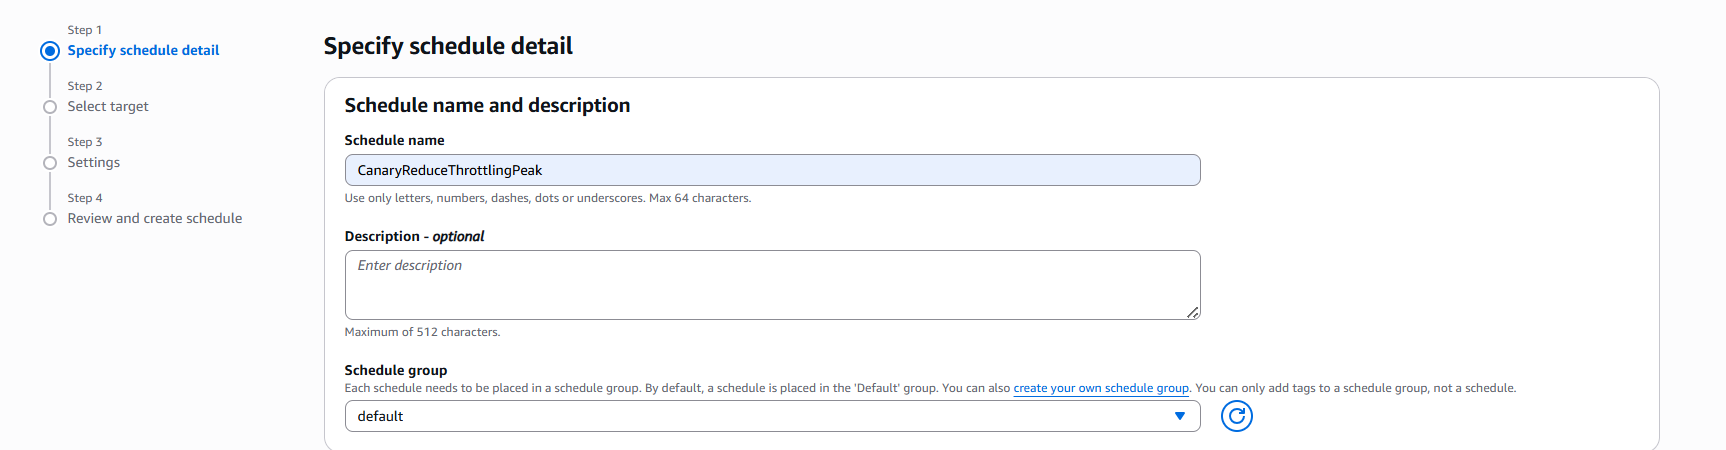 Step 1
Specify schedule detail
Step 2
Select target
Step 3
Settings
Step 4
Review and create schedule
Specify schedule detail
Schedule name and description
Schedule name
CanaryReduceThrottlingPeak
Use only letters, numbers, dashes, dots or underscores. Max 64 characters.
Description - optional
Enter description
Maximum of 512 characters.
Schedule group
Each schedule needs to be placed in a schedule group. By default, a schedule is placed in the 'Default' group. You can also create your own schedule group. You can only add tags to a schedule group, not a schedule.
default